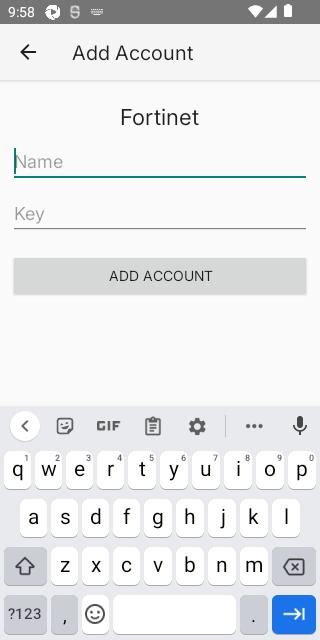 9:58
Add Account
Fortinet
Name
Key
ADD ACCOUNT
GIF
q1 w2 e3 r4 t5 y6 u7 i8 o9 p0
a s d f g h j k l
z x c v b n m
?123 , .